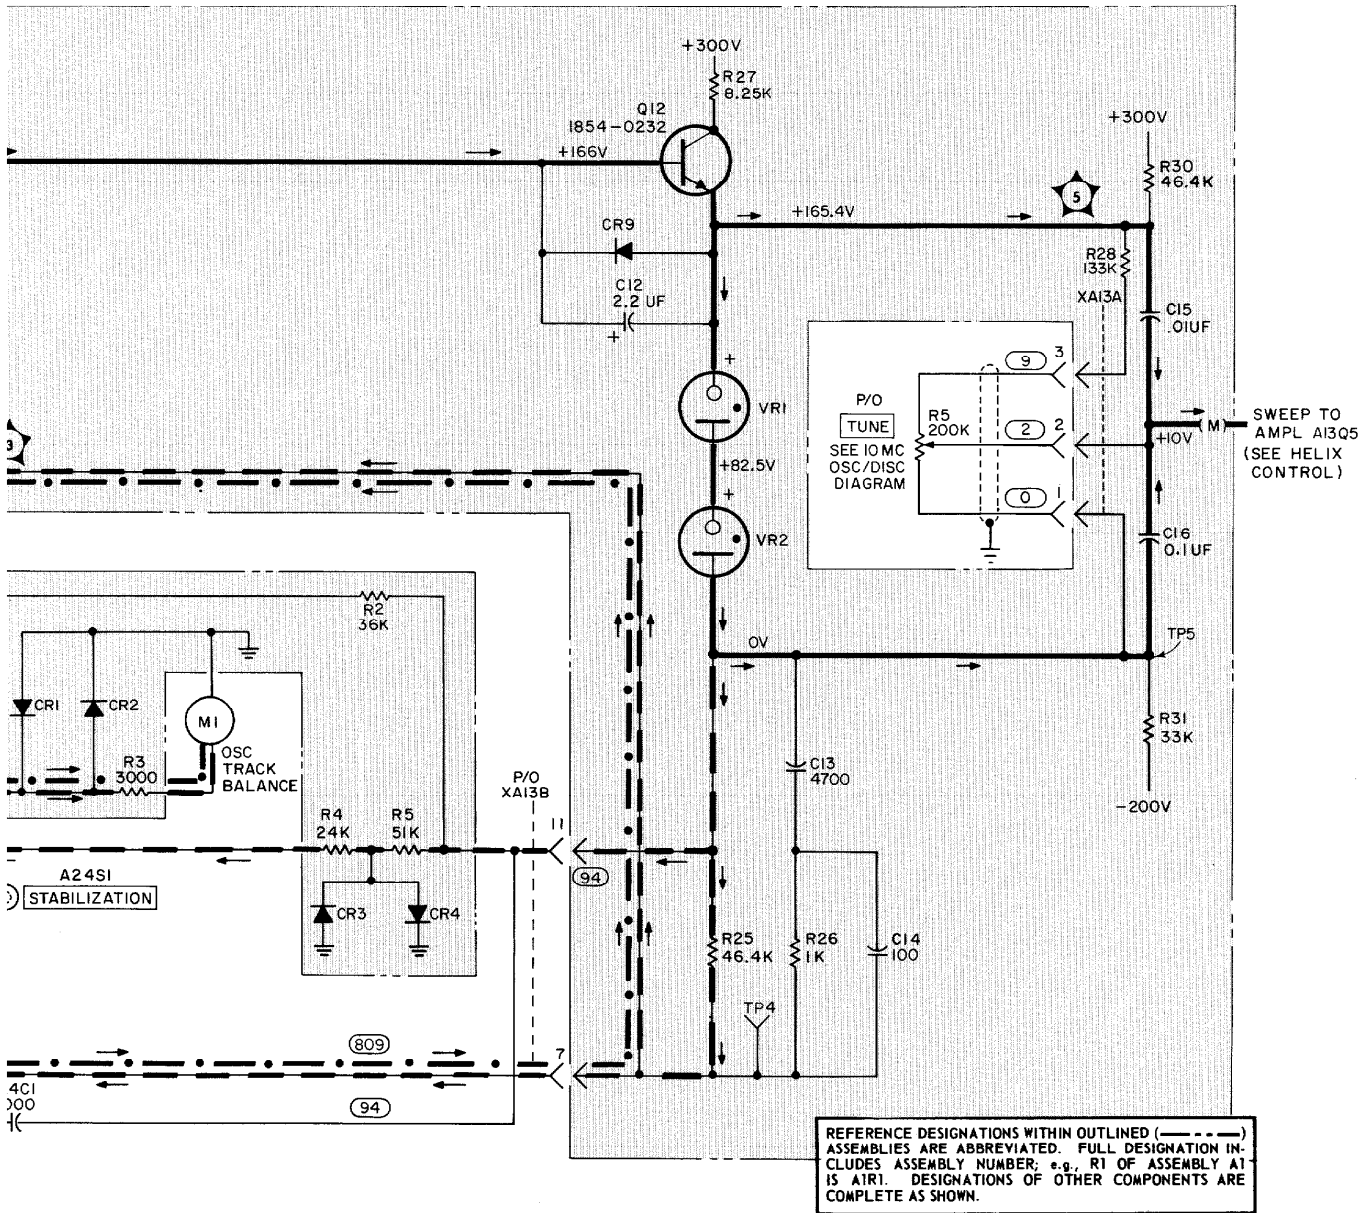 +300V
R27
8.25K
Q12
1854-0232
+166V
+300V
R30
46.4K
5
+165.4V
CR9
R28
133K
C12
2.2 UF
+
XA13A
C15
.01UF
+
VR1
9
3
P/O
TUNE
R5
200K
2
2
SEE 10MC
OSC/DISC
DIAGRAM
+10V
(M)
SWEEP TO
AMPL A13Q5
(SEE HELIX
CONTROL)
3
+82.5V
0
1
+
VR2
C16
0.1UF
R2
36K
0V
TP5
CR1
CR2
M1
OSC
TRACK
BALANCE
R3
3000
R31
33K
C13
4700
P/O
XA13B
-200V
R4
24K
R5
51K
11
94
A24S1
STABILIZATION
CR3
CR4
R25
46.4K
R26
1K
C14
100
TP4
809
7
4C1
000
94
REFERENCE DESIGNATIONS WITHIN OUTLINED (—··—)
ASSEMBLIES ARE ABBREVIATED. FULL DESIGNATION IN-
CLUDES ASSEMBLY NUMBER; e.g., R1 OF ASSEMBLY A1
IS A1R1. DESIGNATIONS OF OTHER COMPONENTS ARE
COMPLETE AS SHOWN.